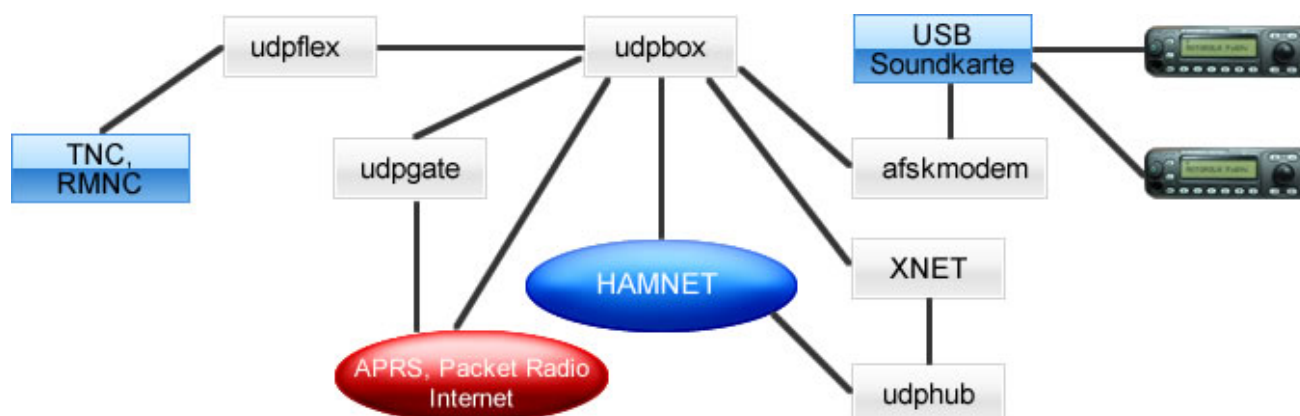 udpflex
udpbox
USB
Soundkarte
TNC,
RMNC
udpgate
afskmodem
HAMNET
XNET
APRS, Packet Radio
Internet
udphub